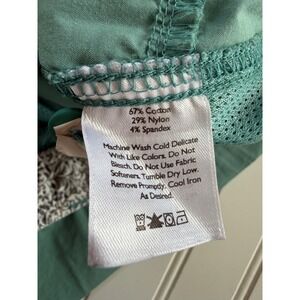 67% Cotton
29% Nylon
4% Spandex
Machine Wash Cold Delicate
With Like Colors. Do Not
Bleach. Do Not Use Fabric
Softeners. Tumble Dry Low.
Remove Promptly. Cool Iron
As Desired.